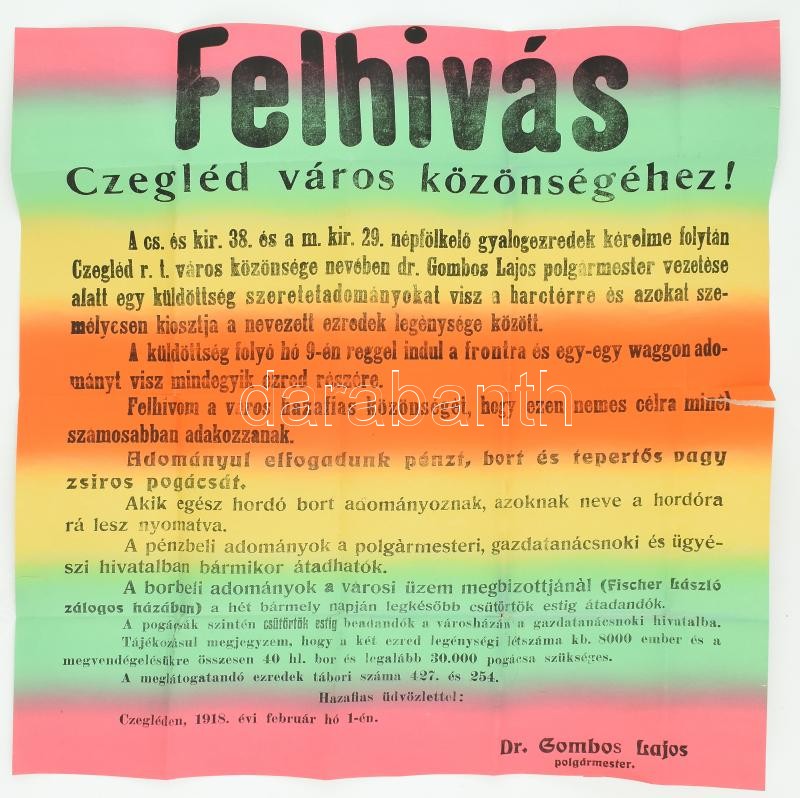 Felhivás
Czegléd város közönségéhez!
A cs. és kir. 38. és a m. kir. 29. népfölkelő gyalogezredek kérelme folytán
Czegléd r. t. város közönsége nevében dr. Gombos Lajos polgármester vezetése
alatt egy küldöttség szeretetadományokat visz a harctérre és azokat sze-
mélyesen kiosztja a nevezett ezredek legénysége között.
A küldöttség folyó hó 9-én reggel indul a frontra és egy-egy waggon ado-
mányt visz mindegyik ezred részére.
darabanth
Felhivom a város hazafias közönségét, hogy ezen nemes célra minél
számosabban adakozzanak.
Adományul elfogadunk pénzt, bort és tepertős vagy
zsiros pogácsát.
Akik egész hordó bort adományoznak, azoknak neve a hordóra
rá lesz nyomatva.
A pénzbeli adományok a polgàrmesteri, gazdatanácsnoki és ügyé-
szi hivatalban bármikor átadhatók.
A borbeli adományok a városi üzem megbizottjánàl (Fischer László
zálogos házában) a hét bármely napján legkésőbb csütörtök estig átadandók.
A pogácsák szintén csütörtök estig beadandók a városházán a gazdatanácsnoki hivatalba.
Tájékozásul megjegyzem, hogy a két ezred legénységi létszáma kb. 8000 ember és a
megvendégelésükre összesen 40 hl. bor és legalább 30.000 pogácsa szükséges.
A meglátogatandó ezredek tábori száma 427. és 254.
Hazafias üdvözlettel:
Czegléden, 1918. évi február hó 1-én.
Dr. Gombos Lajos
polgármester.